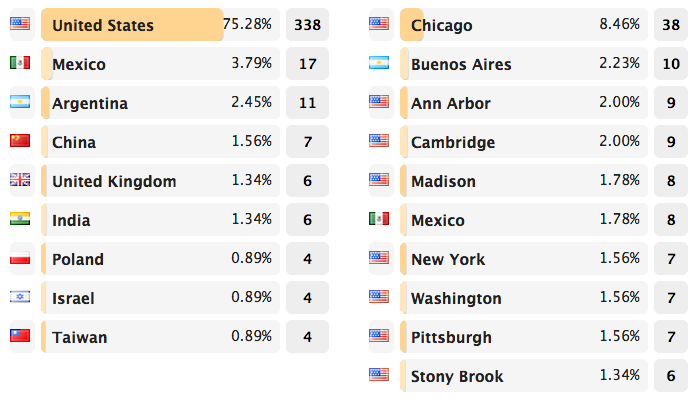 United States 75.28% 338
Mexico 3.79% 17
Argentina 2.45% 11
China 1.56% 7
United Kingdom 1.34% 6
India 1.34% 6
Poland 0.89% 4
Israel 0.89% 4
Taiwan 0.89% 4
Chicago 8.46% 38
Buenos Aires 2.23% 10
Ann Arbor 2.00% 9
Cambridge 2.00% 9
Madison 1.78% 8
Mexico 1.78% 8
New York 1.56% 7
Washington 1.56% 7
Pittsburgh 1.56% 7
Stony Brook 1.34% 6